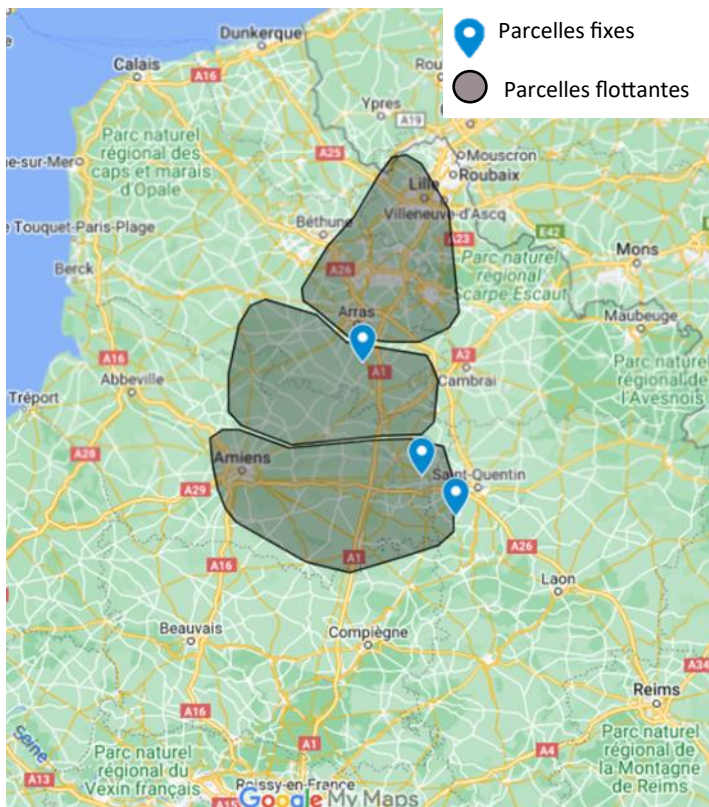 Parcelles fixes
Parcelles flottantes
Dunkerque
Calais
A16
Ypres
A19
Parc naturel
régional des
caps et marais
d'Opale
A25
Mouscron
Roubaix
Lille
Villeneuve-d'Ascq
Touquet-Paris-Plage
Béthune
A23
E42
Mons
Parc naturel
régional
Scarpe-Escaut
A26
Berck
Arras
Maubeuge
A16
A1
A2
Cambrai
Parc naturel
régional de
l'Avesnois
Abbeville
Tréport
A28
Amiens
Saint-Quentin
A29
A26
A1
A16
Laon
Beauvais
Compiègne
A34
Reims
A16
Seine
A1
A4
Parc naturel
régional du
Vexin français
Parc naturel
régional de
la Montagne
de Reims
A13
Roissy-en-France
A15
Google My Maps